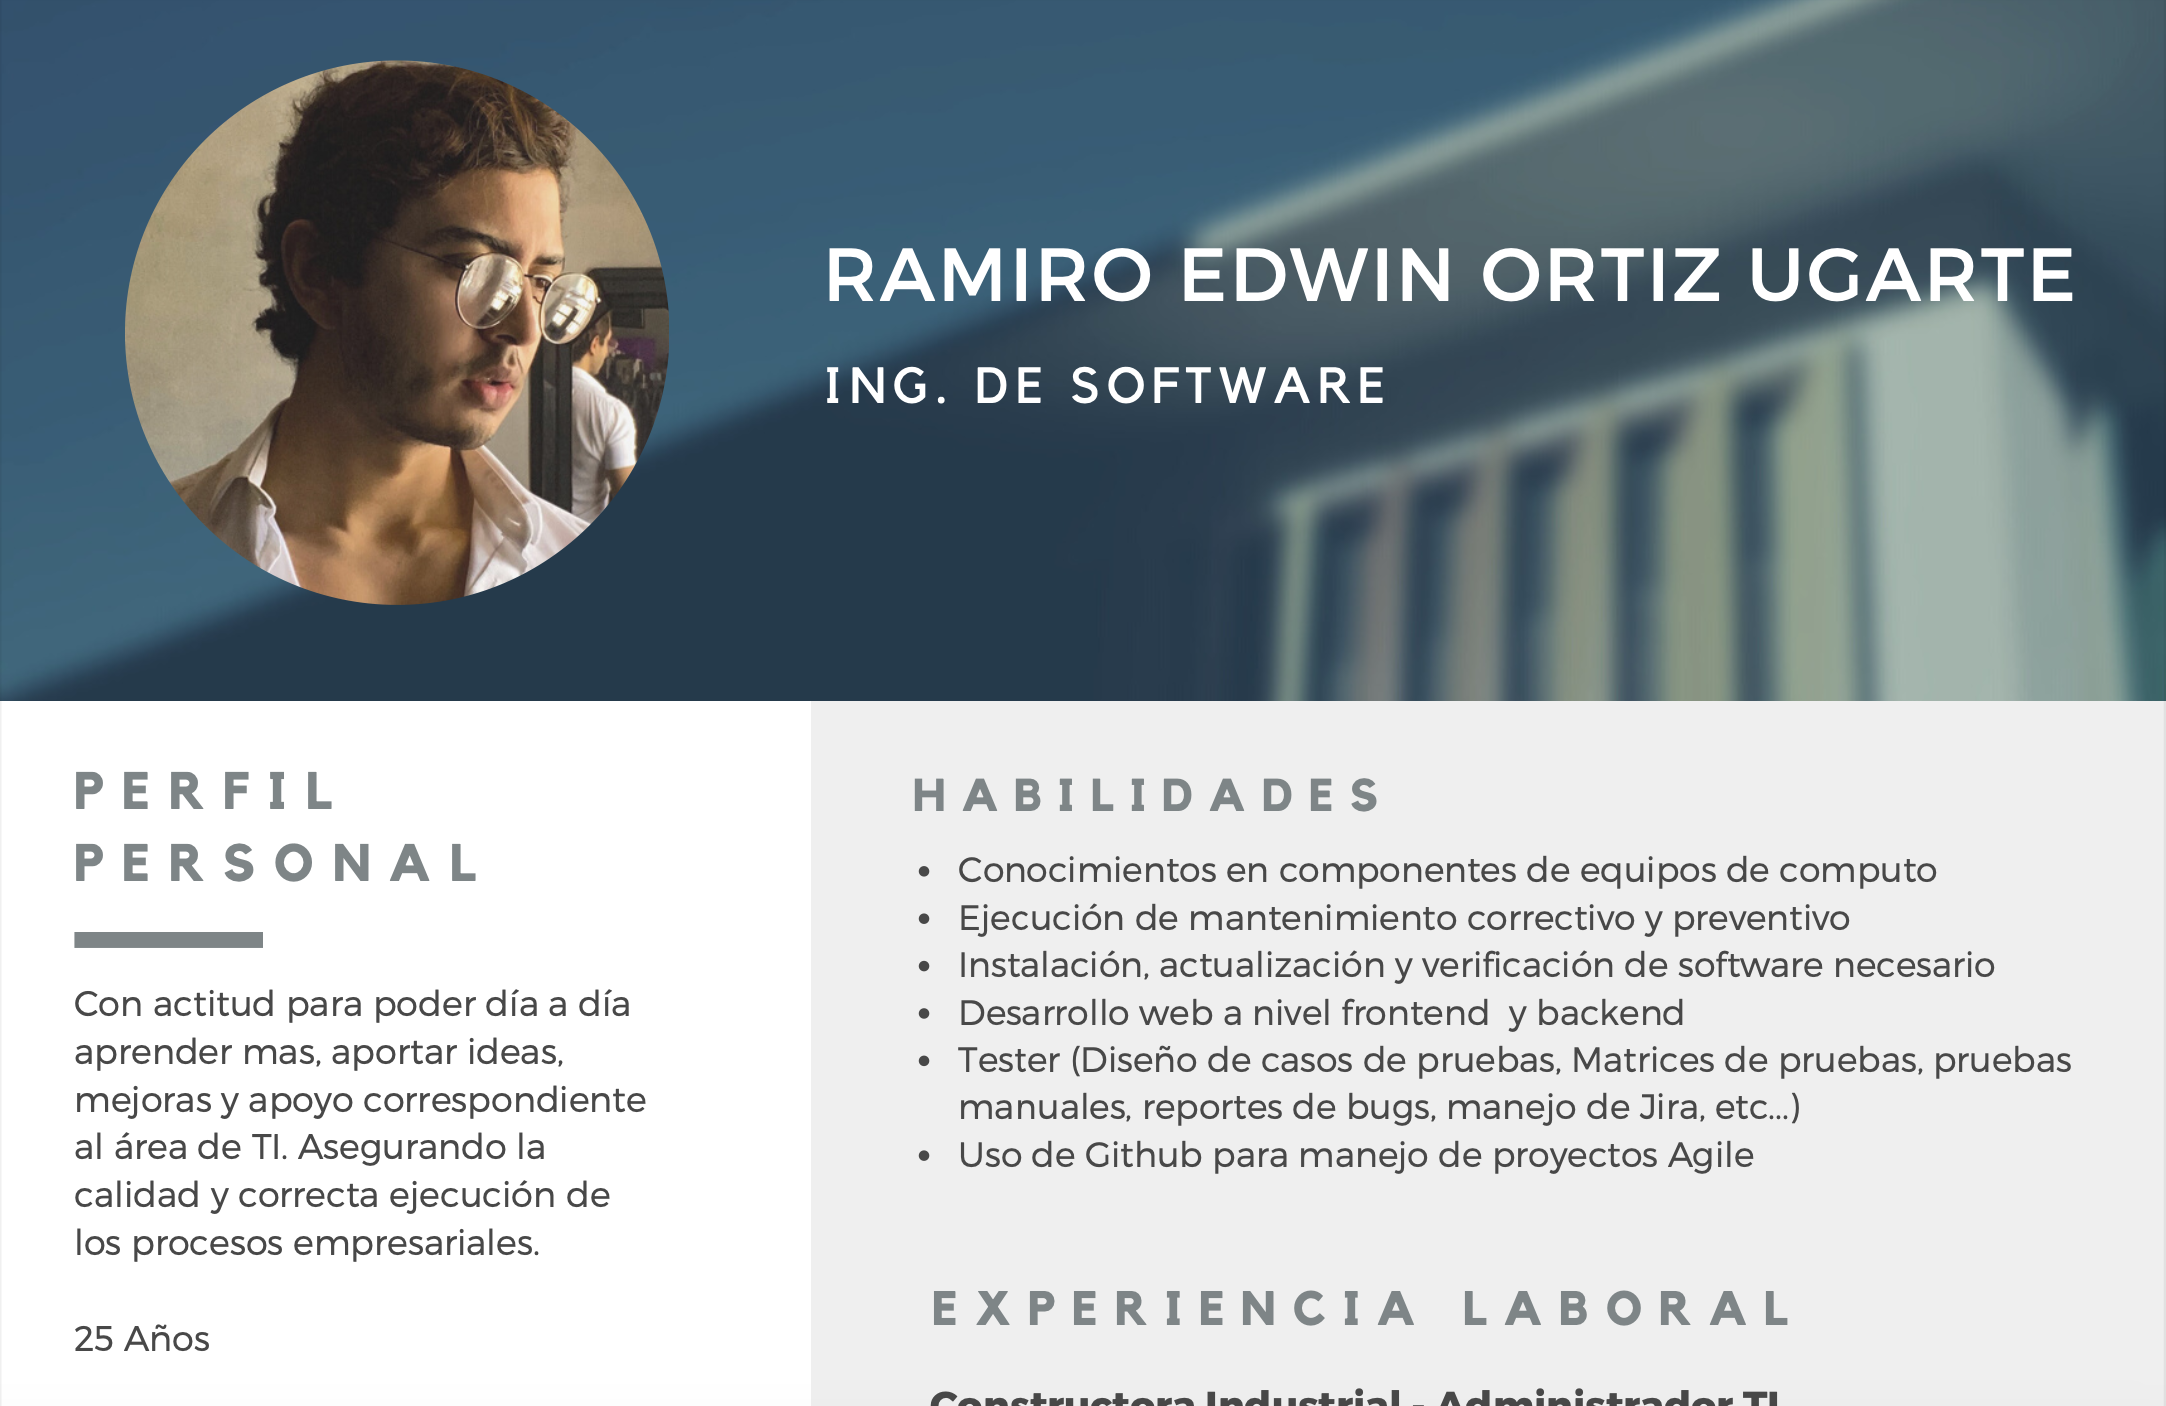 RAMIRO EDWIN ORTIZ UGARTE
ING. DE SOFTWARE
PERFIL
PERSONAL
Con actitud para poder día a día
aprender mas, aportar ideas,
mejoras y apoyo correspondiente
al área de TI. Asegurando la
calidad y correcta ejecución de
los procesos empresariales.
25 Años
HABILIDADES
• Conocimientos en componentes de equipos de computo
• Ejecución de mantenimiento correctivo y preventivo
• Instalación, actualización y verificación de software necesario
• Desarrollo web a nivel frontend  y backend
• Tester (Diseño de casos de pruebas, Matrices de pruebas, pruebas
manuales, reportes de bugs, manejo de Jira, etc...)
• Uso de Github para manejo de proyectos Agile
EXPERIENCIA LABORAL
Constructora Industrial - Administrador TI